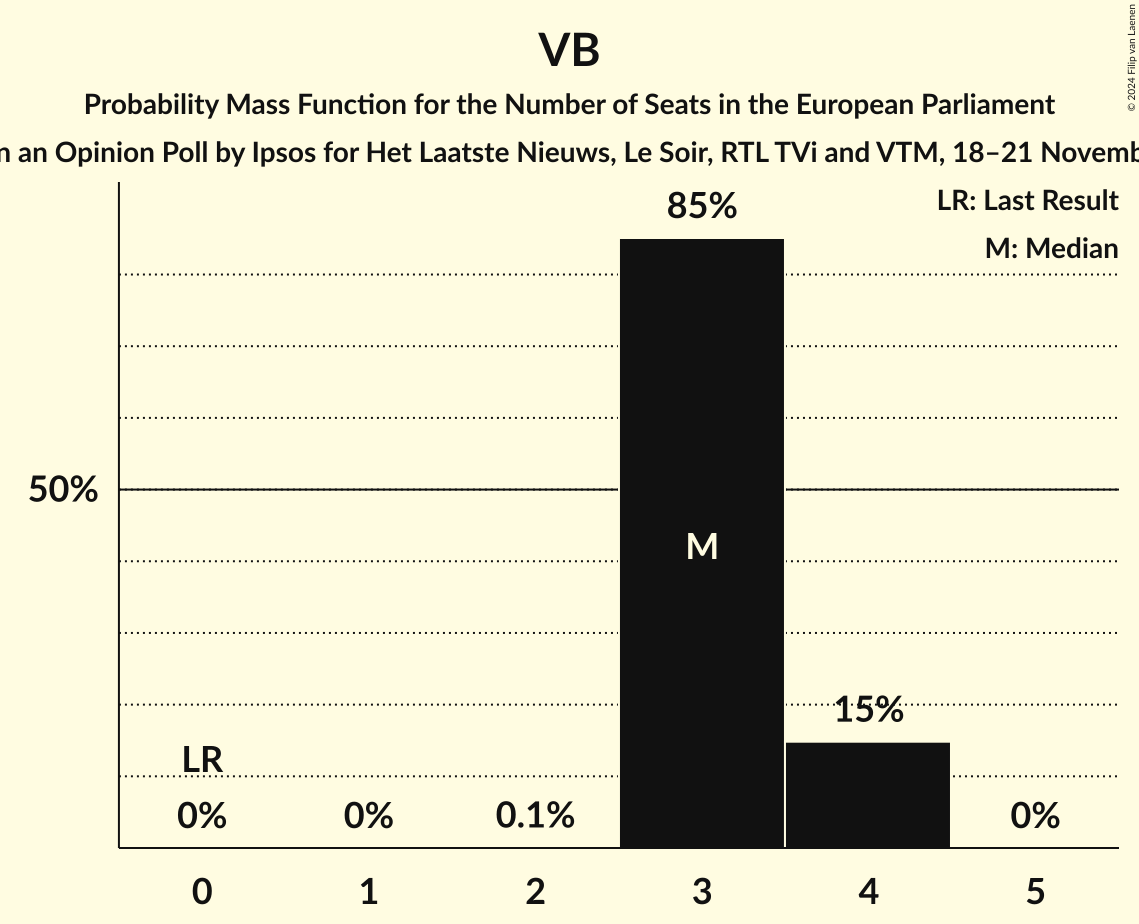 VB
Probability Mass Function for the Number of Seats in the European Parliament
an Opinion Poll by Ipsos for Het Laatste Nieuws, Le Soir, RTL TVi and VTM, 18–21
© 2024 Filip van Laenen
LR: Last Result
M: Median
85%
50%
M
15%
LR
0% 0% 0.1% 0%
0 1 2 3 4 5